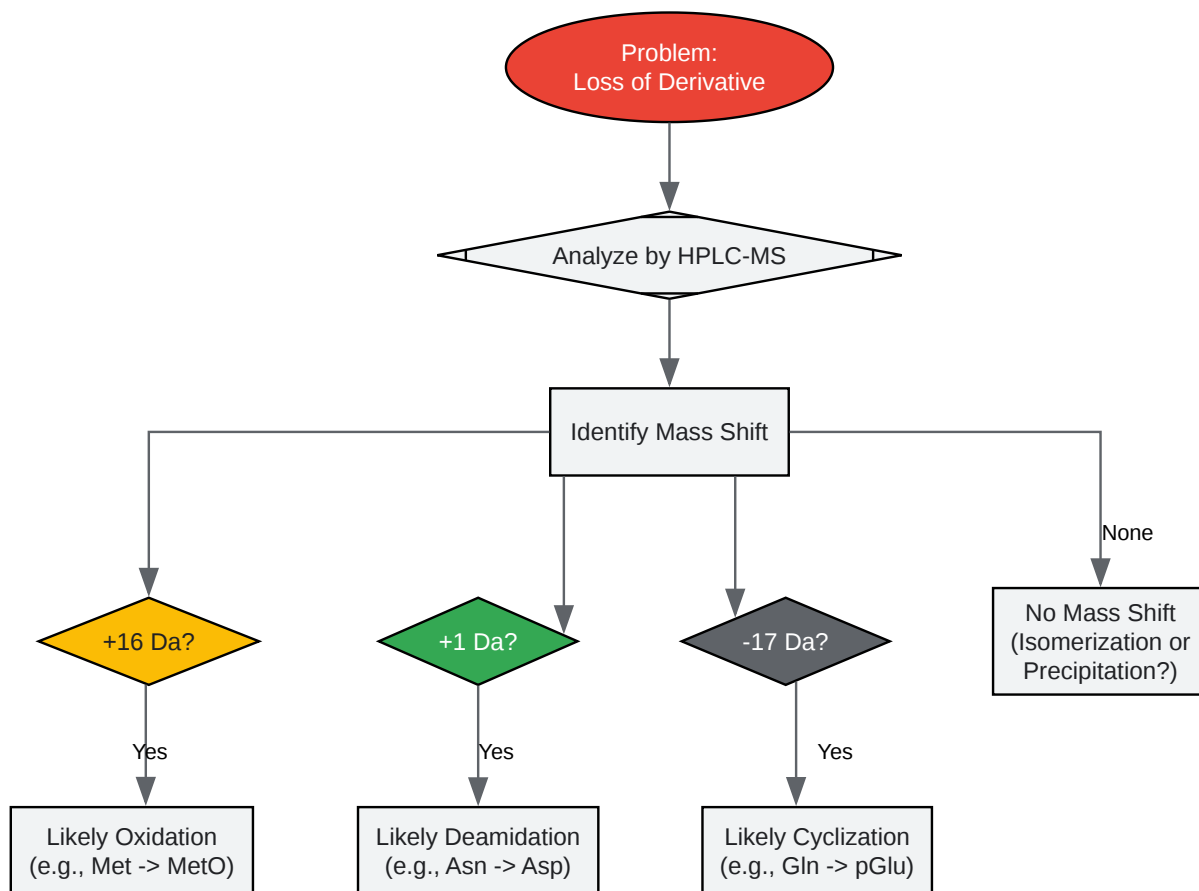 Problem:
Loss of Derivative
Analyze by HPLC-MS
Identify Mass Shift
None
+16 Da?
+1 Da?
-17 Da?
No Mass Shift
(Isomerization or
Precipitation?)
Yes
Yes
Yes
Likely Oxidation
(e.g., Met -> MetO)
Likely Deamidation
(e.g., Asn -> Asp)
Likely Cyclization
(e.g., Gln -> pGlu)